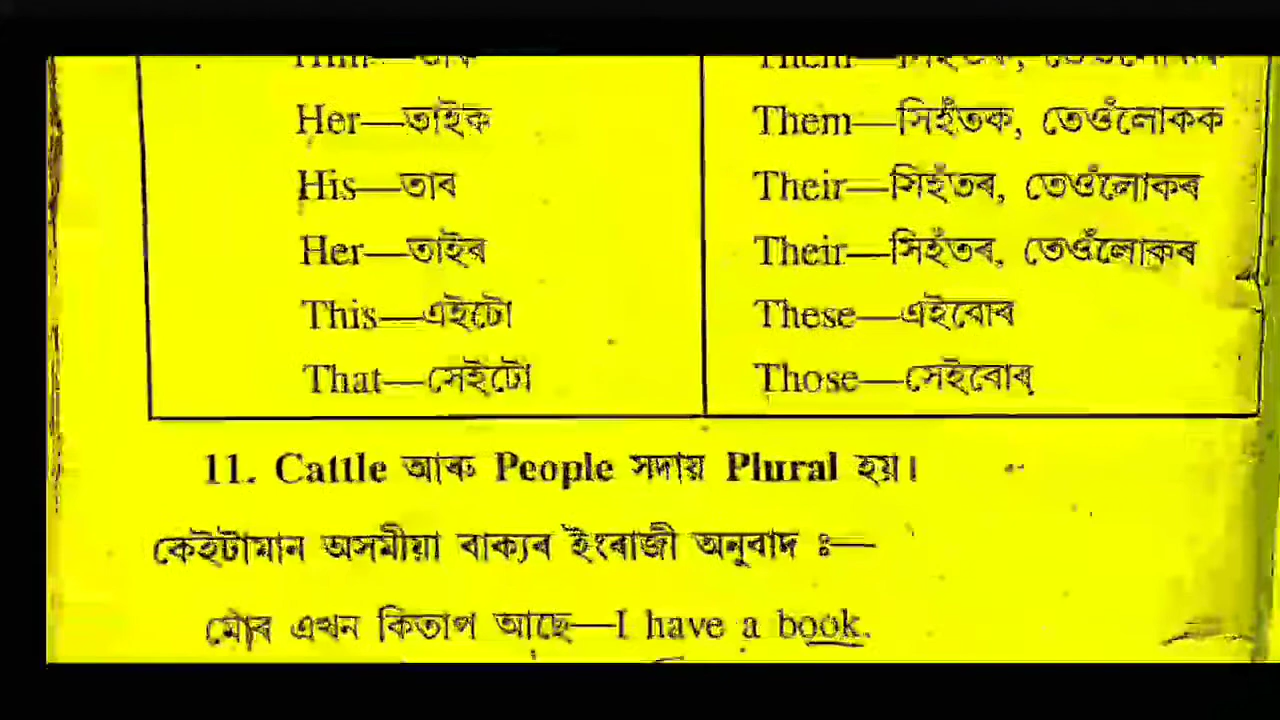 Her—তাইক Them—সিহঁতক, তেওঁলোকক
His—তাৰ Their—সিহঁতৰ, তেওঁলোকৰ
Her—তাইৰ Their—সিহঁতৰ, তেওঁলোকৰ
This—এইটো These—এইবোৰ
That—সেইটো Those—সেইবোৰ
11. Cattle আৰু People সদায় Plural হয়।
কেইটামান অসমীয়া বাক্যৰ ইংৰাজী অনুবাদ ঃ—
মোৰ এখন কিতাপ আছে—I have a book.